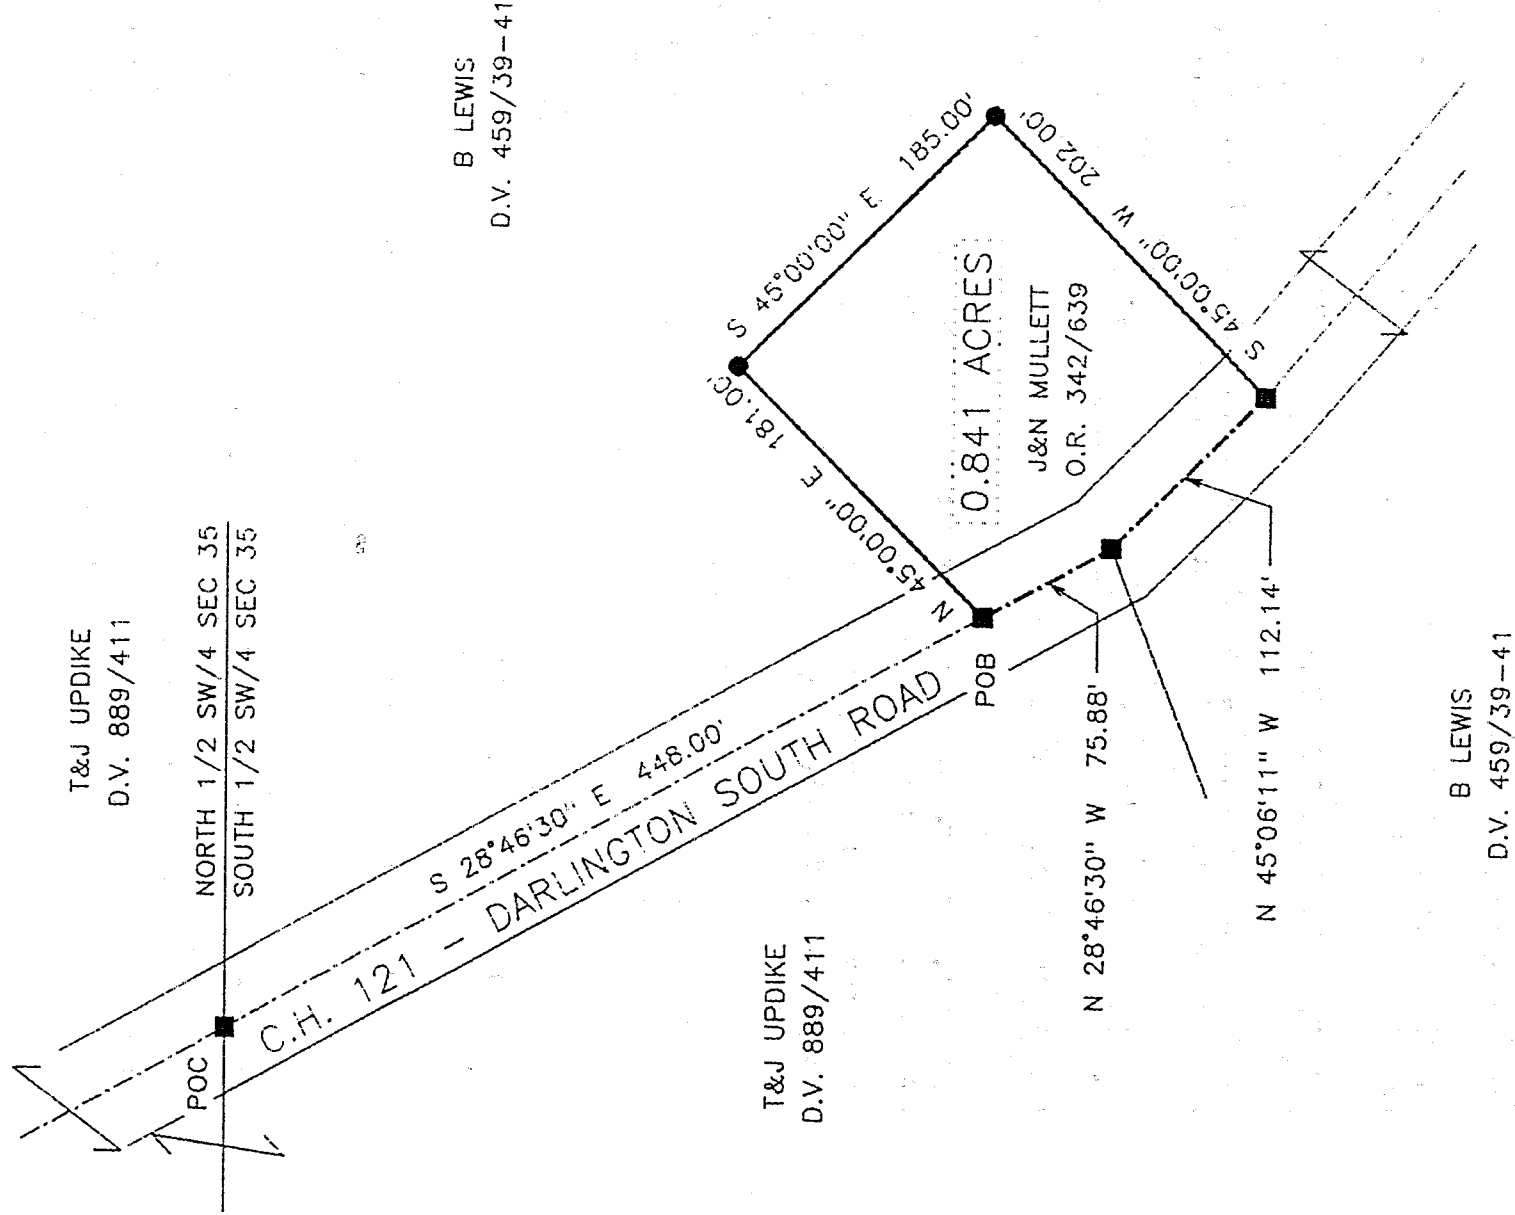 T&J UPDIKE
D.V. 889/411
NORTH 1/2 SW/4 SEC 35
SOUTH 1/2 SW/4 SEC 35
POC
B LEWIS
D.V. 459/39-41
S 28°46'30" E 448.00'
C.H. 121 - DARLINGTON SOUTH ROAD
N 45°00'00" E 181.00'
S 45°00'00" E 185.00'
S 45°00'00" W 202.00'
0.841 ACRES
J&N MULLETT
O.R. 342/639
POB
T&J UPDIKE
D.V. 889/411
N 28°46'30" W 75.88'
N 45°06'11" W 112.14'
B LEWIS
D.V. 459/39-41